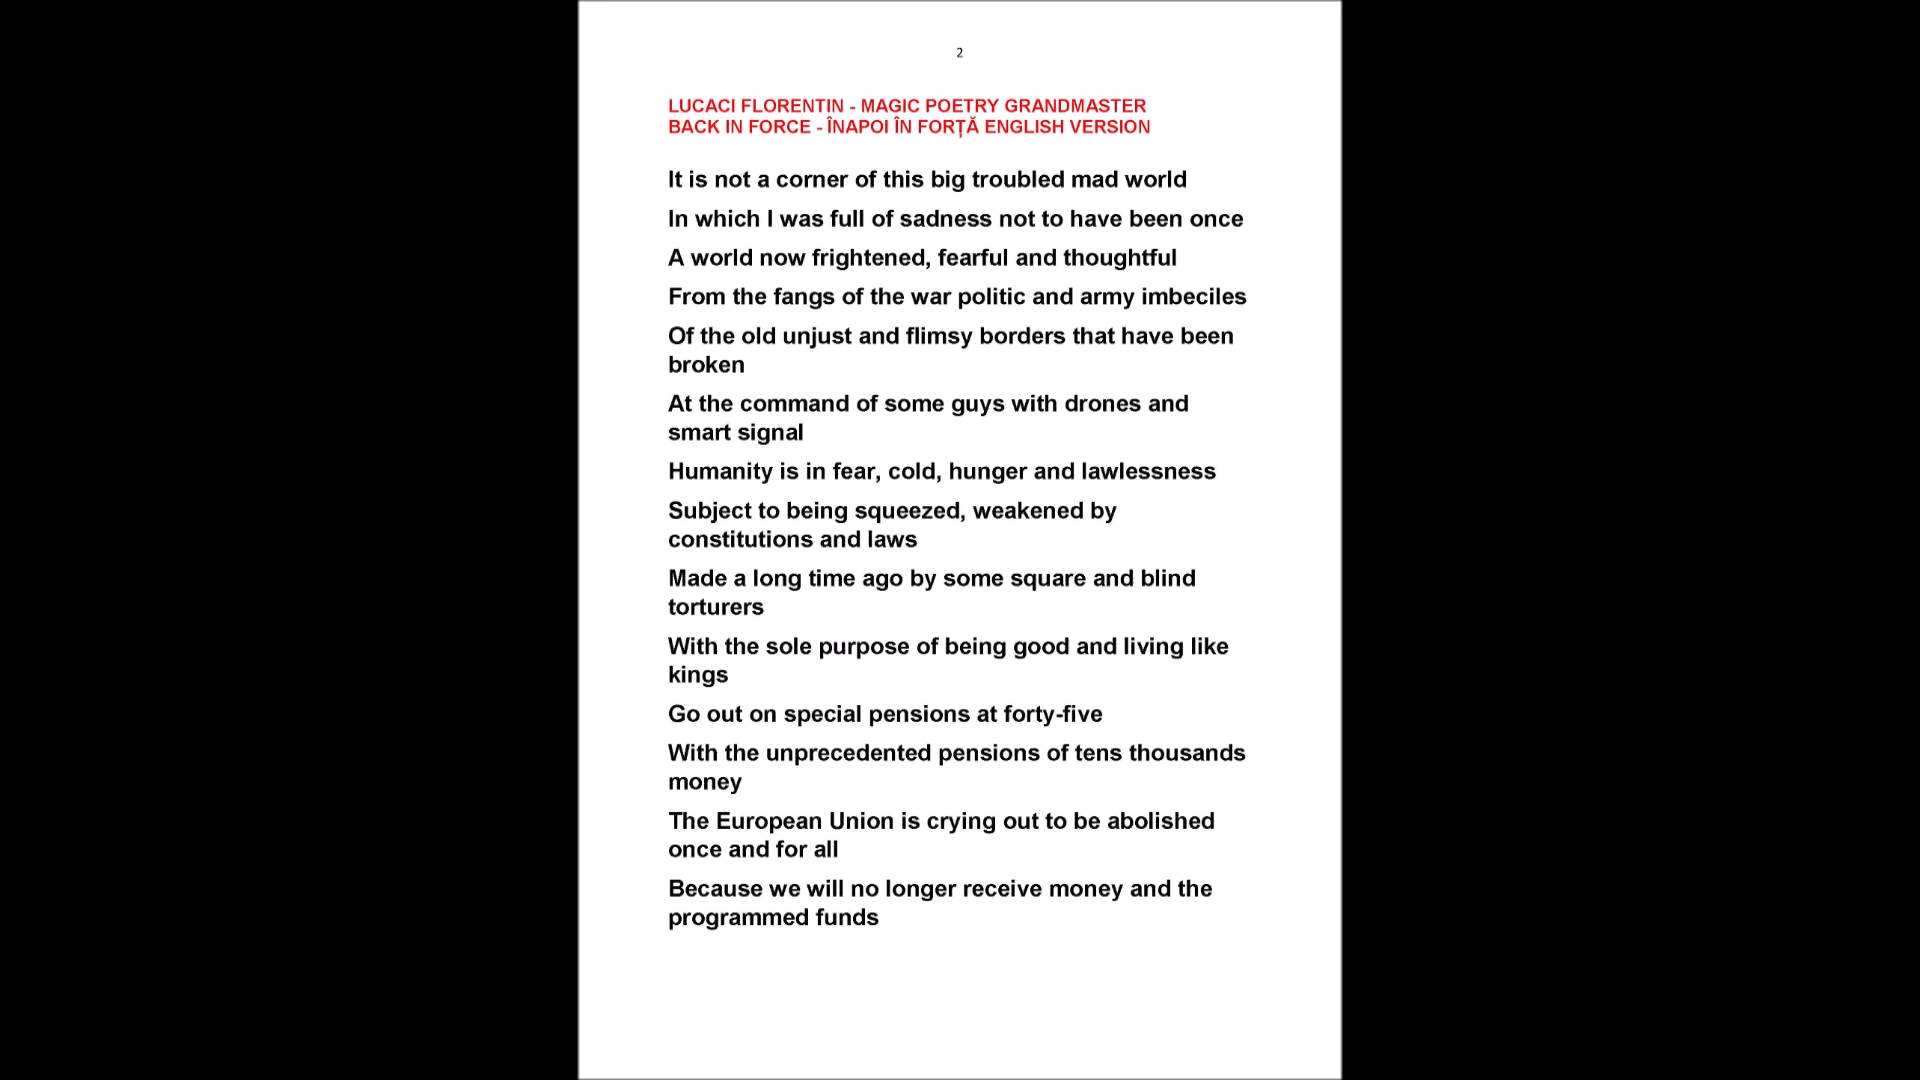 2
LUCACI FLORENTIN - MAGIC POETRY GRANDMASTER
BACK IN FORCE - ÎNAPOI ÎN FORȚĂ ENGLISH VERSION
It is not a corner of this big troubled mad world
In which I was full of sadness not to have been once
A world now frightened, fearful and thoughtful
From the fangs of the war politic and army imbeciles
Of the old unjust and flimsy borders that have been
broken
At the command of some guys with drones and
smart signal
Humanity is in fear, cold, hunger and lawlessness
Subject to being squeezed, weakened by
constitutions and laws
Made a long time ago by some square and blind
torturers
With the sole purpose of being good and living like
kings
Go out on special pensions at forty-five
With the unprecedented pensions of tens thousands
money
The European Union is crying out to be abolished
once and for all
Because we will no longer receive money and the
programmed funds